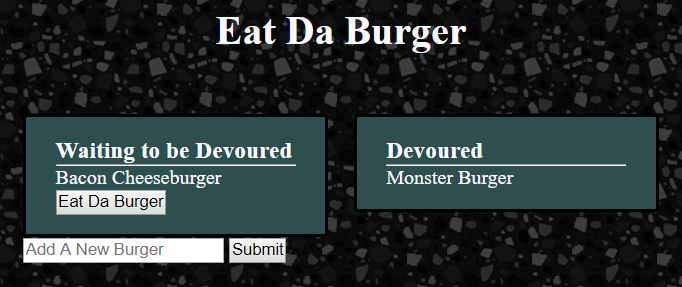 Eat Da Burger
Waiting to be Devoured
Bacon Cheeseburger
Eat Da Burger
Devoured
Monster Burger
Add A New Burger
Submit